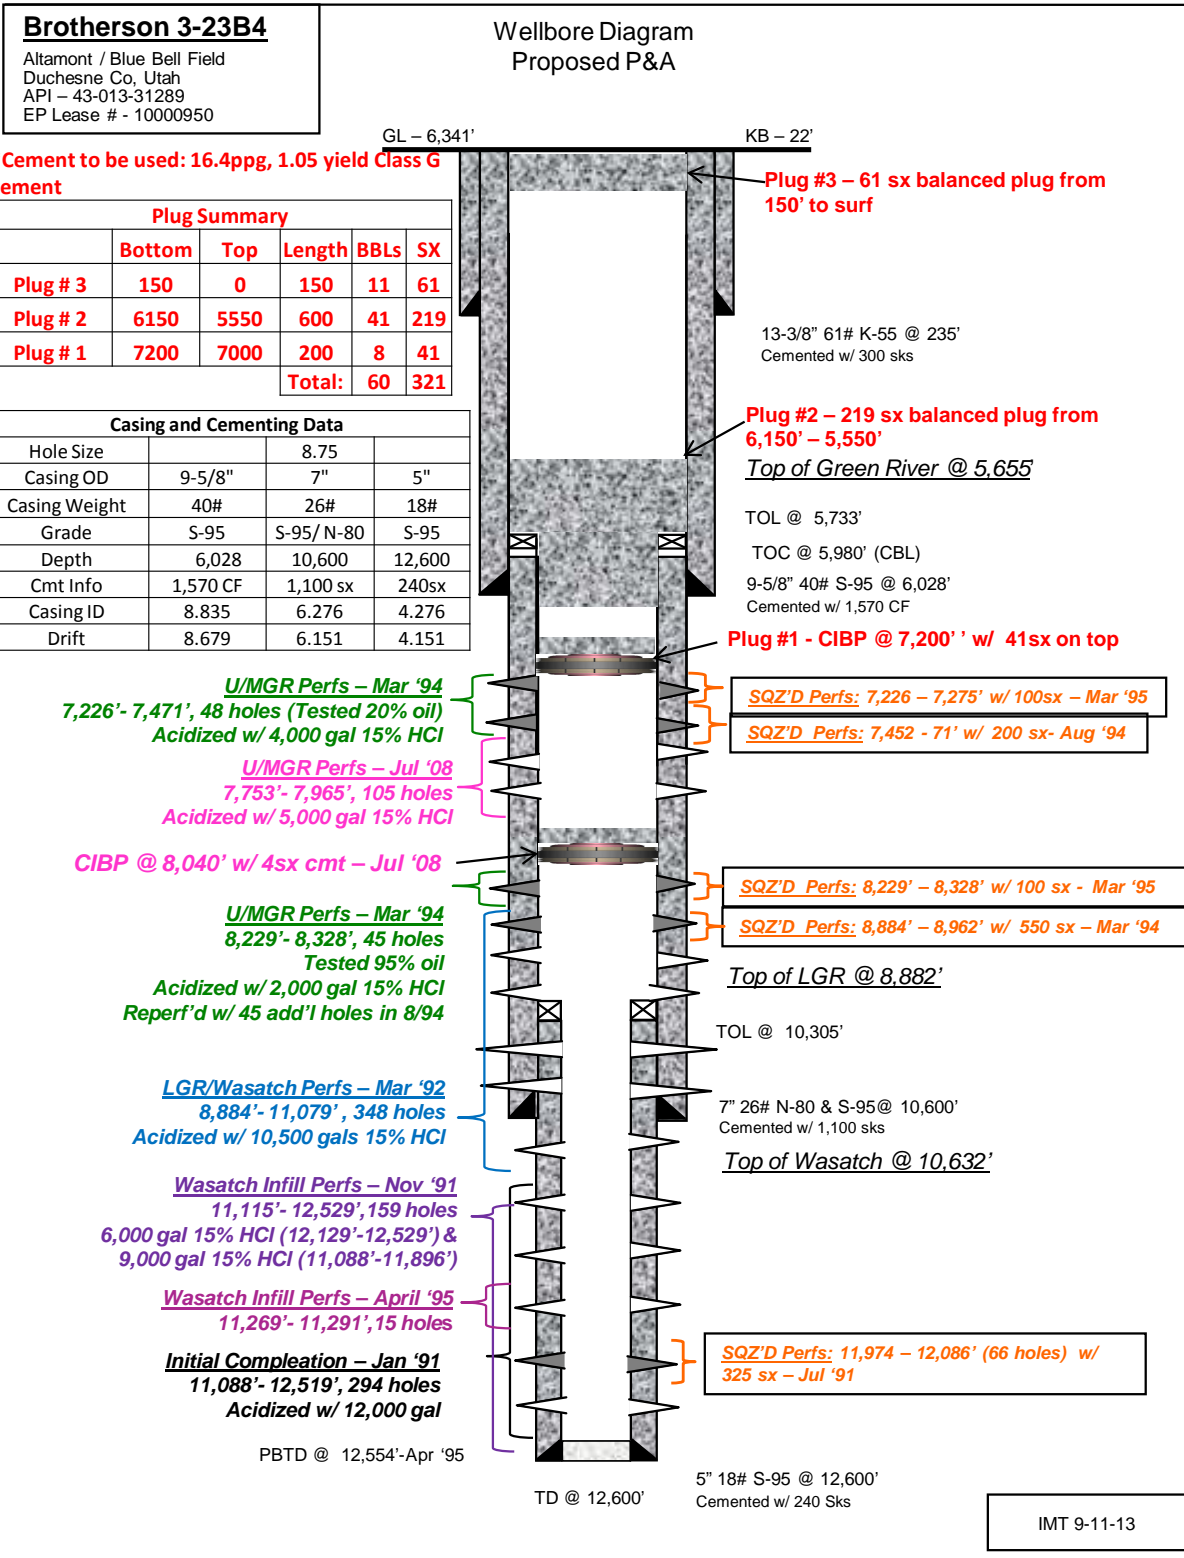 Brotherson 3-23B4
Altamont / Blue Bell Field
Duchesne Co, Utah
API – 43-013-31289
EP Lease # - 10000950
Wellbore Diagram
Proposed P&A
GL – 6,341’
KB – 22’
Cement to be used: 16.4ppg, 1.05 yield Class G
ement
Plug Summary
Bottom Top Length BBLs SX
Plug # 3 150 0 150 11 61
Plug # 2 6150 5550 600 41 219
Plug # 1 7200 7000 200 8 41
Total: 60 321
Casing and Cementing Data
Hole Size 8.75
Casing OD 9-5/8" 7" 5"
Casing Weight 40# 26# 18#
Grade S-95 S-95/ N-80 S-95
Depth 6,028 10,600 12,600
Cmt Info 1,570 CF 1,100 sx 240sx
Casing ID 8.835 6.276 4.276
Drift 8.679 6.151 4.151
Plug #3 – 61 sx balanced plug from
150’ to surf
13-3/8” 61# K-55 @ 235’
Cemented w/ 300 sks
Plug #2 – 219 sx balanced plug from
6,150’ – 5,550’
Top of Green River @ 5,655’
TOL @ 5,733’
TOC @ 5,980’ (CBL)
9-5/8” 40# S-95 @ 6,028’
Cemented w/ 1,570 CF
Plug #1 - CIBP @ 7,200’ ’ w/ 41sx on top
U/MGR Perfs – Mar ‘94
7,226’- 7,471’, 48 holes (Tested 20% oil)
Acidized w/ 4,000 gal 15% HCl
SQZ’D Perfs: 7,226 – 7,275’ w/ 100sx – Mar ’95
SQZ’D Perfs: 7,452 - 71’ w/ 200 sx- Aug ‘94
U/MGR Perfs – Jul ‘08
7,753’- 7,965’, 105 holes
Acidized w/ 5,000 gal 15% HCl
CIBP @ 8,040’ w/ 4sx cmt – Jul ‘08
U/MGR Perfs – Mar ‘94
8,229’- 8,328’, 45 holes
Tested 95% oil
Acidized w/ 2,000 gal 15% HCl
Reperf’d w/ 45 add’l holes in 8/94
SQZ’D Perfs: 8,229’ – 8,328’ w/ 100 sx - Mar ‘95
SQZ’D Perfs: 8,884’ – 8,962’ w/ 550 sx – Mar ‘94
Top of LGR @ 8,882’
TOL @ 10,305’
LGR/Wasatch Perfs – Mar ‘92
8,884’- 11,079’ , 348 holes
Acidized w/ 10,500 gals 15% HCl
7” 26# N-80 & S-95@ 10,600’
Cemented w/ 1,100 sks
Top of Wasatch @ 10,632’
Wasatch Infill Perfs – Nov ‘91
11,115’- 12,529’,159 holes
6,000 gal 15% HCl (12,129’-12,529’) &
9,000 gal 15% HCl (11,088’-11,896’)
Wasatch Infill Perfs – April ‘95
11,269’- 11,291’,15 holes
Initial Compleation – Jan ’91
11,088’- 12,519’, 294 holes
Acidized w/ 12,000 gal
SQZ’D Perfs: 11,974 – 12,086’ (66 holes) w/
325 sx – Jul ’91
PBTD @ 12,554’-Apr ‘95
TD @ 12,600’
5” 18# S-95 @ 12,600’
Cemented w/ 240 Sks
IMT 9-11-13